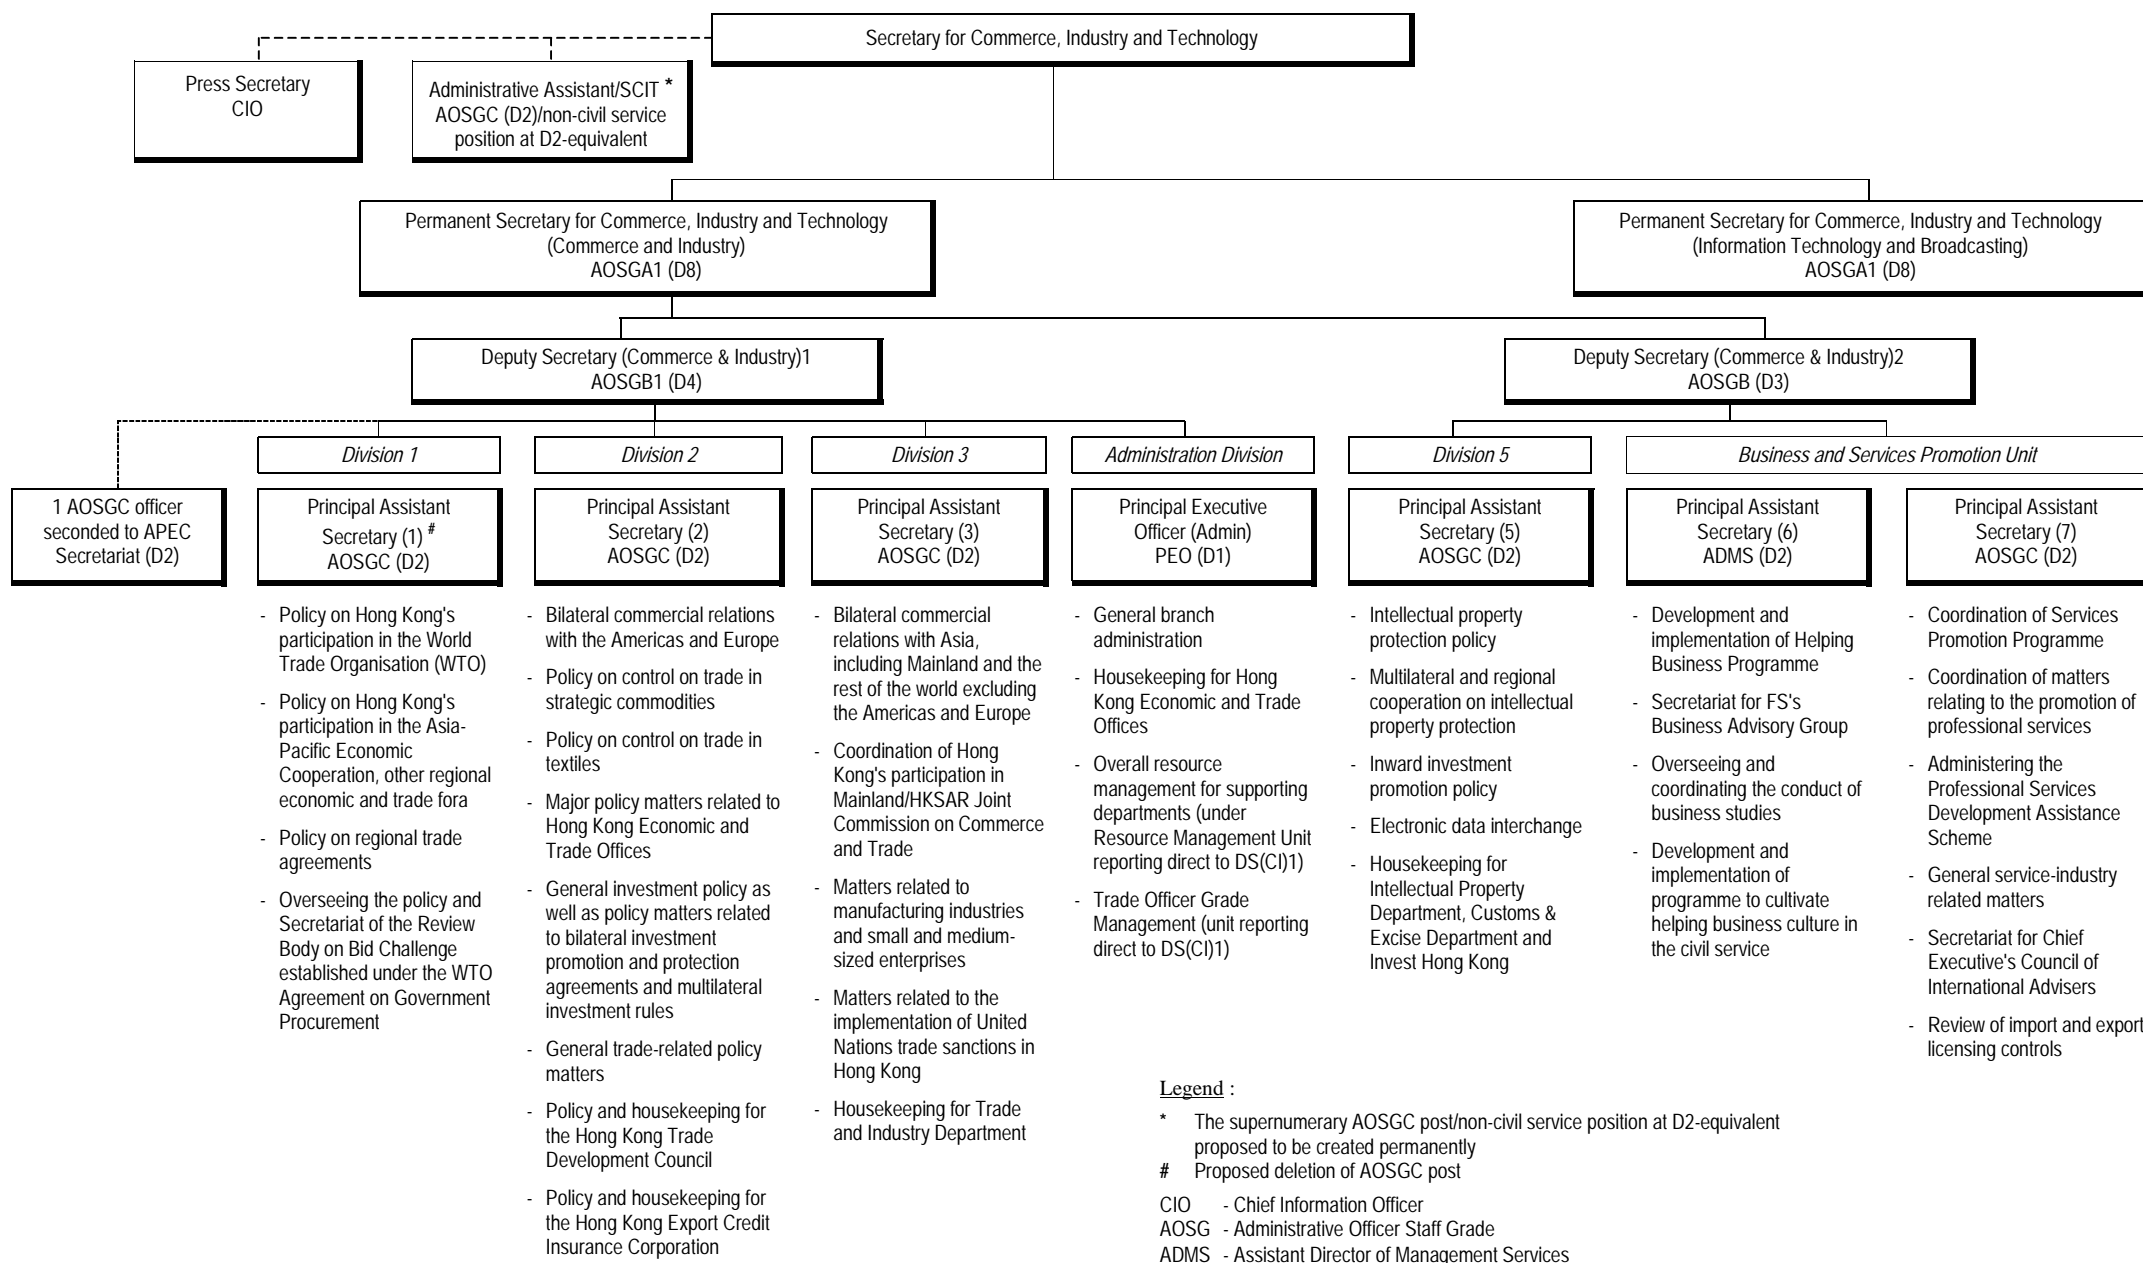 Secretary for Commerce, Industry and Technology
Press Secretary
CIO
Administrative Assistant/SCIT *
AOSGC (D2)/non-civil service
position at D2-equivalent
Permanent Secretary for Commerce, Industry and Technology
(Commerce and Industry)
AOSGA1 (D8)
Permanent Secretary for Commerce, Industry and Technology
(Information Technology and Broadcasting)
AOSGA1 (D8)
Deputy Secretary (Commerce & Industry)1
AOSGB1 (D4)
Deputy Secretary (Commerce & Industry)2
AOSGB (D3)
1 AOSGC officer
seconded to APEC
Secretariat (D2)
Division 1
Principal Assistant
Secretary (1) #
AOSGC (D2)
- Policy on Hong Kong's
participation in the World
Trade Organisation (WTO)
- Policy on Hong Kong's
participation in the Asia-
Pacific Economic
Cooperation, other regional
economic and trade fora
- Policy on regional trade
agreements
- Overseeing the policy and
Secretariat of the Review
Body on Bid Challenge
established under the WTO
Agreement on Government
Procurement
Division 2
Principal Assistant
Secretary (2)
AOSGC (D2)
- Bilateral commercial relations
with the Americas and Europe
- Policy on control on trade in
strategic commodities
- Policy on control on trade in
textiles
- Major policy matters related to
Hong Kong Economic and
Trade Offices
- General investment policy as
well as policy matters related
to bilateral investment
promotion and protection
agreements and multilateral
investment rules
- General trade-related policy
matters
- Policy and housekeeping for
the Hong Kong Trade
Development Council
- Policy and housekeeping for
the Hong Kong Export Credit
Insurance Corporation
Division 3
Principal Assistant
Secretary (3)
AOSGC (D2)
- Bilateral commercial
relations with Asia,
including Mainland and the
rest of the world excluding
the Americas and Europe
- Coordination of Hong
Kong's participation in
Mainland/HKSAR Joint
Commission on Commerce
and Trade
- Matters related to
manufacturing industries
and small and medium-
sized enterprises
- Matters related to the
implementation of United
Nations trade sanctions in
Hong Kong
- Housekeeping for Trade
and Industry Department
Administration Division
Principal Executive
Officer (Admin)
PEO (D1)
- General branch
administration
- Housekeeping for Hong
Kong Economic and Trade
Offices
- Overall resource
management for supporting
departments (under
Resource Management Unit
reporting direct to DS(CI)1)
- Trade Officer Grade
Management (unit reporting
direct to DS(CI)1)
Division 5
Principal Assistant
Secretary (5)
AOSGC (D2)
- Intellectual property
protection policy
- Multilateral and regional
cooperation on intellectual
property protection
- Inward investment
promotion policy
- Electronic data interchange
- Housekeeping for
Intellectual Property
Department, Customs &
Excise Department and
Invest Hong Kong
Business and Services Promotion Unit
Principal Assistant
Secretary (6)
ADMS (D2)
- Development and
implementation of Helping
Business Programme
- Secretariat for FS's
Business Advisory Group
- Overseeing and
coordinating the conduct of
business studies
- Development and
implementation of
programme to cultivate
helping business culture in
the civil service
Principal Assistant
Secretary (7)
AOSGC (D2)
- Coordination of Services
Promotion Programme
- Coordination of matters
relating to the promotion of
professional services
- Administering the
Professional Services
Development Assistance
Scheme
- General service-industry
related matters
- Secretariat for Chief
Executive's Council of
International Advisers
- Review of import and export
licensing controls
Legend :
* The supernumerary AOSGC post/non-civil service position at D2-equivalent
proposed to be created permanently
# Proposed deletion of AOSGC post
CIO - Chief Information Officer
AOSG - Administrative Officer Staff Grade
ADMS - Assistant Director of Management Services